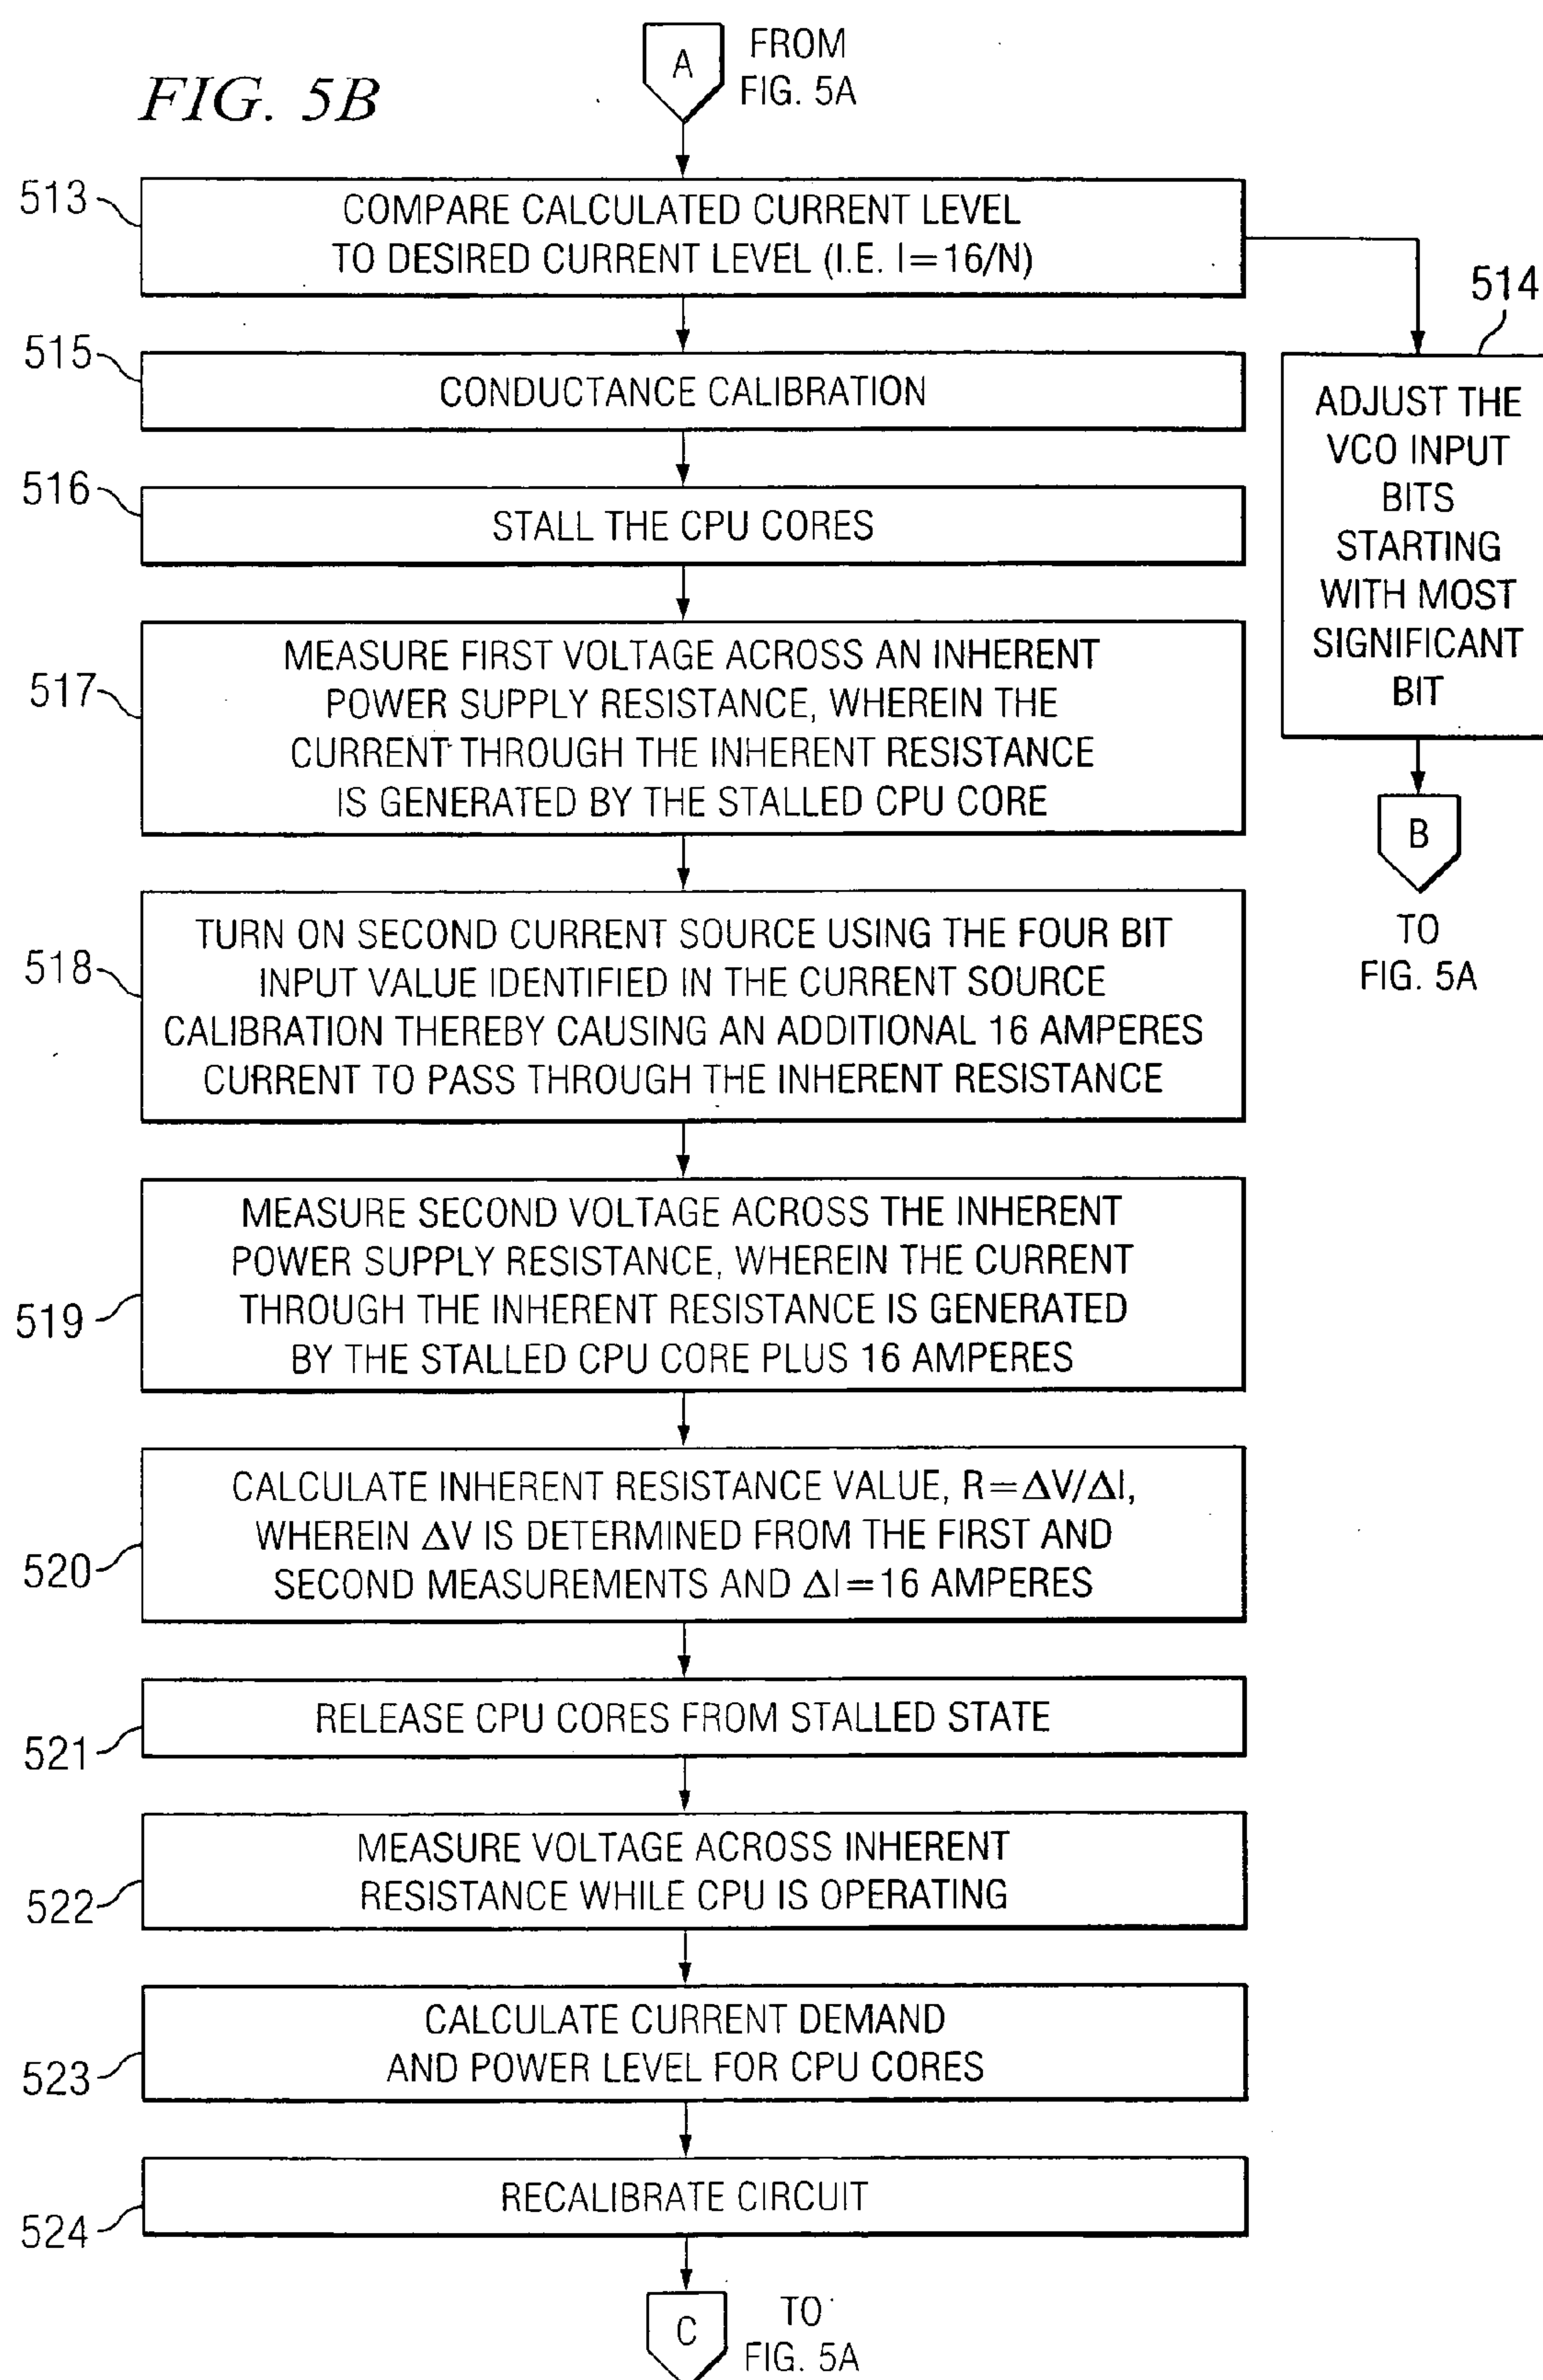 FIG. 5B
A
FROM
FIG. 5A
513
COMPARE CALCULATED CURRENT LEVEL
TO DESIRED CURRENT LEVEL (I.E. I=16/N)
514
ADJUST THE
VCO INPUT
BITS
STARTING
WITH MOST
SIGNIFICANT
BIT
B
TO
FIG. 5A
515
CONDUCTANCE CALIBRATION
516
STALL THE CPU CORES
517
MEASURE FIRST VOLTAGE ACROSS AN INHERENT
POWER SUPPLY RESISTANCE, WHEREIN THE
CURRENT THROUGH THE INHERENT RESISTANCE
IS GENERATED BY THE STALLED CPU CORE
518
TURN ON SECOND CURRENT SOURCE USING THE FOUR BIT
INPUT VALUE IDENTIFIED IN THE CURRENT SOURCE
CALIBRATION THEREBY CAUSING AN ADDITIONAL 16 AMPERES
CURRENT TO PASS THROUGH THE INHERENT RESISTANCE
519
MEASURE SECOND VOLTAGE ACROSS THE INHERENT
POWER SUPPLY RESISTANCE, WHEREIN THE CURRENT
THROUGH THE INHERENT RESISTANCE IS GENERATED
BY THE STALLED CPU CORE PLUS 16 AMPERES
520
CALCULATE INHERENT RESISTANCE VALUE, R=ΔV/ΔI,
WHEREIN ΔV IS DETERMINED FROM THE FIRST AND
SECOND MEASUREMENTS AND ΔI=16 AMPERES
521
RELEASE CPU CORES FROM STALLED STATE
522
MEASURE VOLTAGE ACROSS INHERENT
RESISTANCE WHILE CPU IS OPERATING
523
CALCULATE CURRENT DEMAND
AND POWER LEVEL FOR CPU CORES
524
RECALIBRATE CIRCUIT
C
TO
FIG. 5A